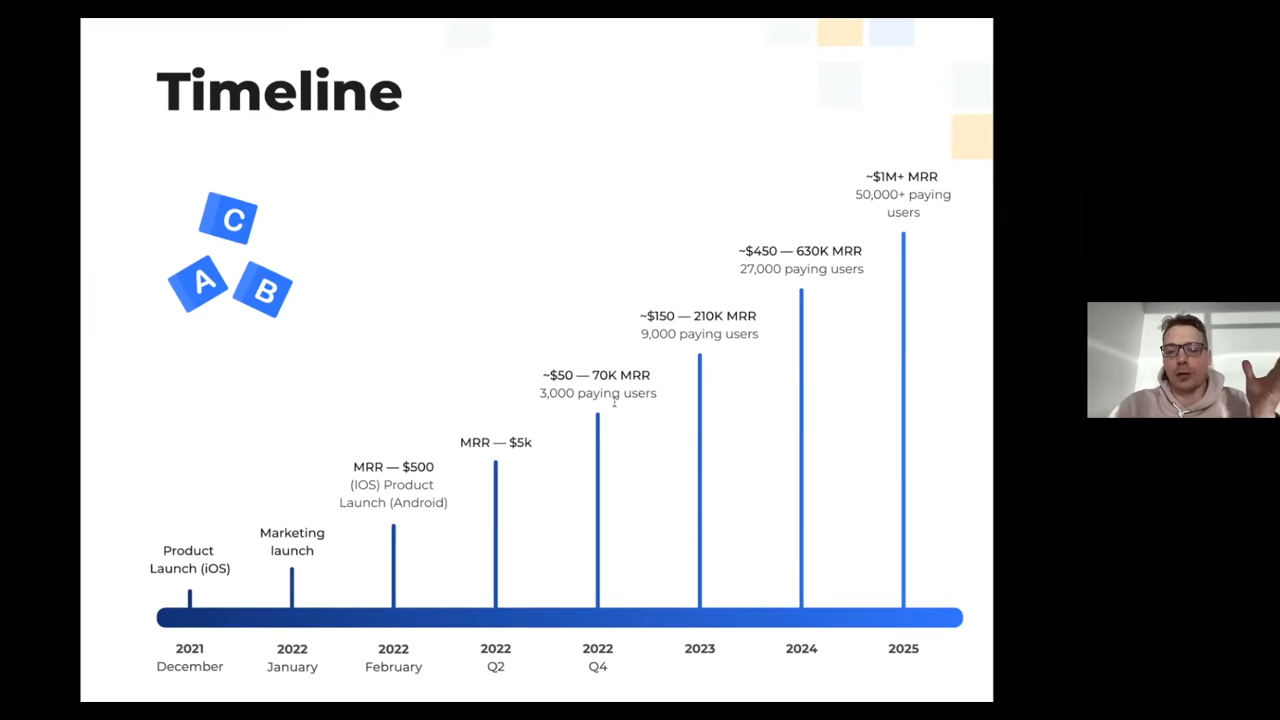 Timeline
C
A
B
Product
Launch (iOS)
Marketing
launch
MRR — $500
(IOS) Product
Launch (Android)
MRR — $5k
~$50 — 70K MRR
3,000 paying users
~$150 — 210K MRR
9,000 paying users
~$450 — 630K MRR
27,000 paying users
~$1M+ MRR
50,000+ paying
users
2021
December
2022
January
2022
February
2022
Q2
2022
Q4
2023
2024
2025